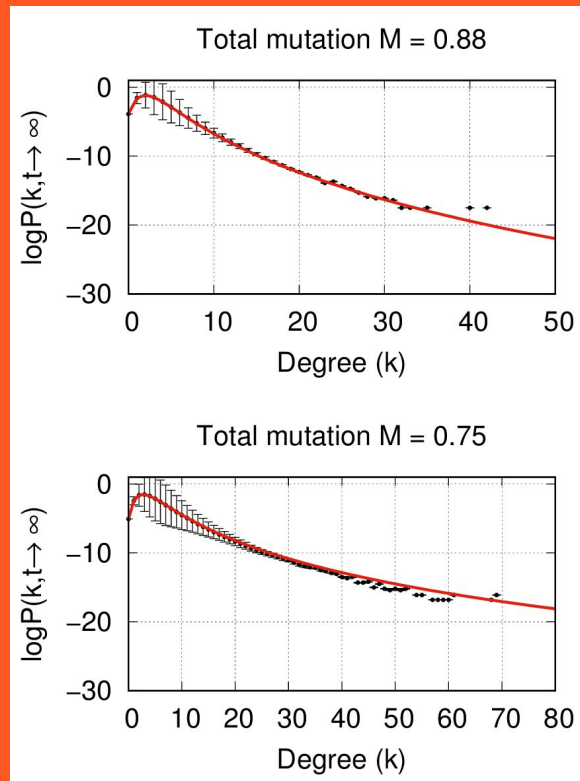 Total mutation M = 0.88
logP(k,t→ ∞)
0
−10
−20
−30
0 10 20 30 40 50
Degree (k)
Total mutation M = 0.75
logP(k,t→ ∞)
0
−10
−20
−30
0 10 20 30 40 50 60 70 80
Degree (k)